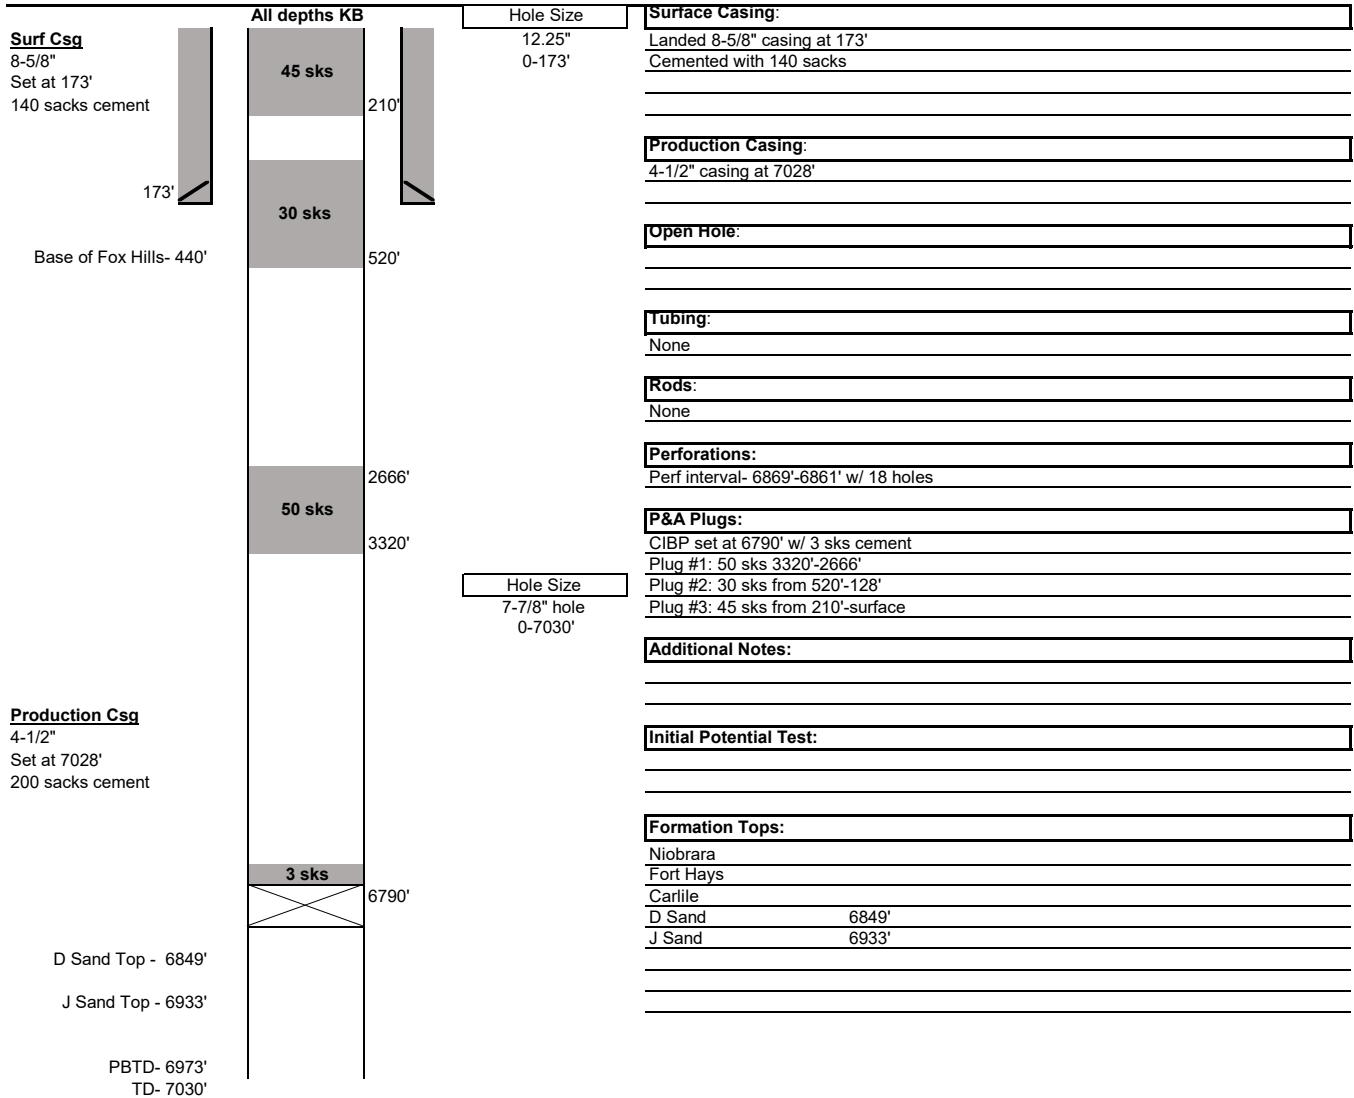 All depths KB
Surf Csg
8-5/8"
Set at 173'
140 sacks cement
45 sks
210'
173'
30 sks
Base of Fox Hills- 440'
520'
2666'
50 sks
3320'
Production Csg
4-1/2"
Set at 7028'
200 sacks cement
3 sks
6790'
D Sand Top - 6849'
J Sand Top - 6933'
PBTD- 6973'
TD- 7030'
Hole Size
12.25"
0-173'
Hole Size
7-7/8" hole
0-7030'
Surface Casing:
Landed 8-5/8" casing at 173'
Cemented with 140 sacks
Production Casing:
4-1/2" casing at 7028'
Open Hole:
Tubing:
None
Rods:
None
Perforations:
Perf interval- 6869'-6861' w/ 18 holes
P&A Plugs:
CIBP set at 6790' w/ 3 sks cement
Plug #1: 50 sks 3320'-2666'
Plug #2: 30 sks from 520'-128'
Plug #3: 45 sks from 210'-surface
Additional Notes:
Initial Potential Test:
Formation Tops:
Niobrara
Fort Hays
Carlile
D Sand 6849'
J Sand 6933'